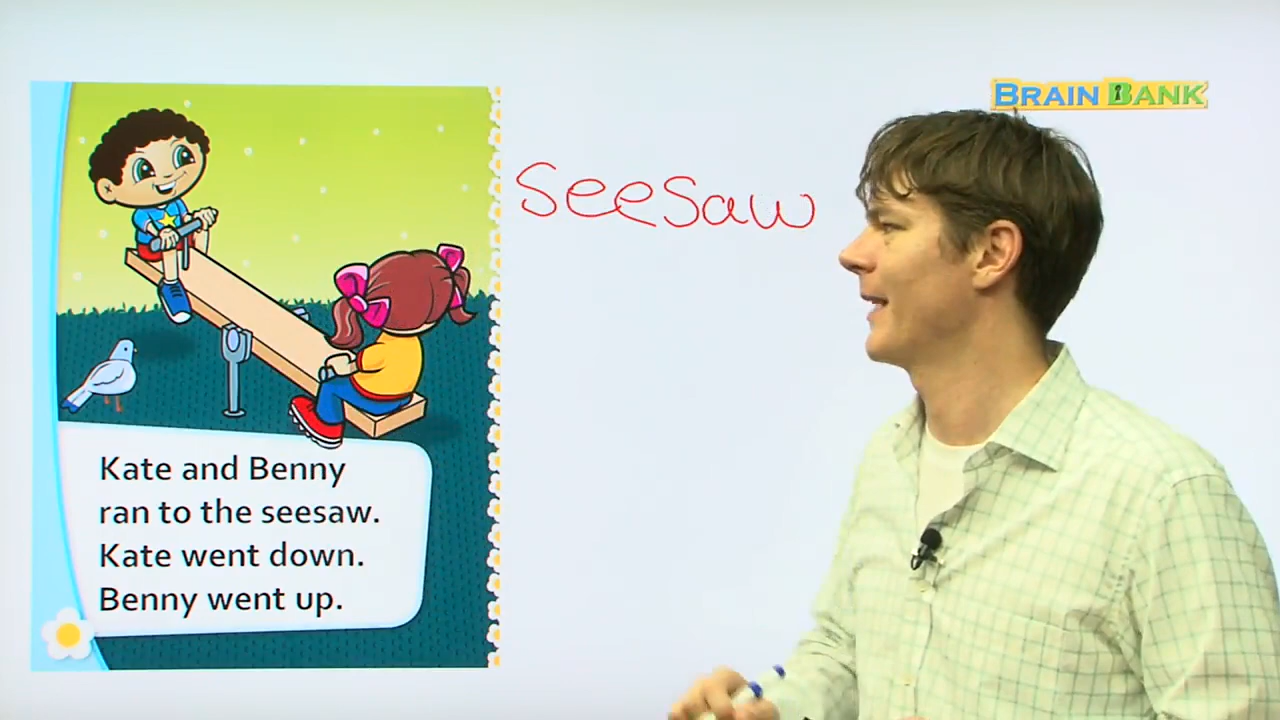 BRAIN BANK
seesaw
Kate and Benny
ran to the seesaw.
Kate went down.
Benny went up.